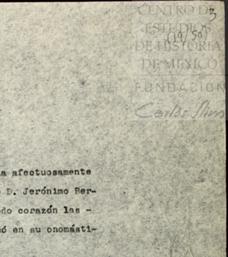 CENTRO DE
ESTUDIOS
DE HISTORIA
DE MEXICO
FUNDACION
Carlos Slim
3
a afectuosamente
D. Jerónimo Ber-
do corazón las -
ó en su onomásti-